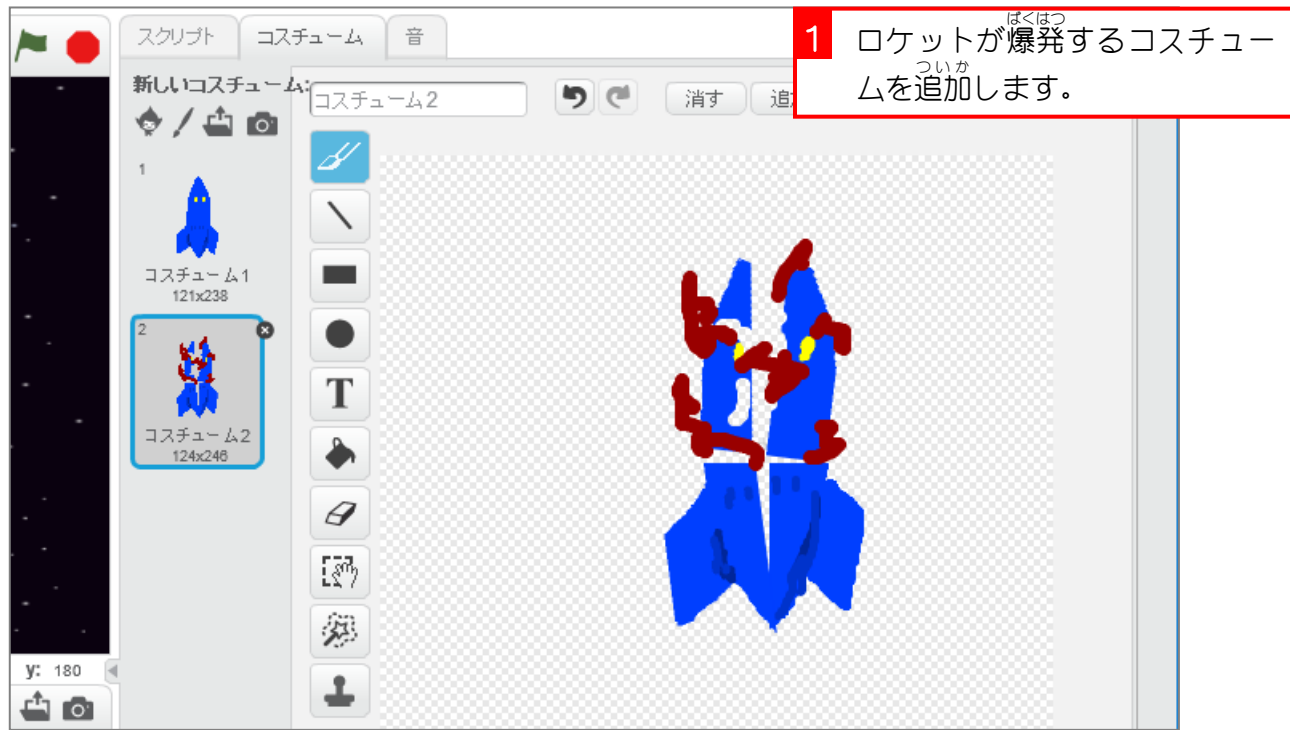 スクリプト
コスチューム
音
1
ばくはつ
ロケットが爆発するコスチュー
ついか
ムを追加します。
新しいコスチューム:
コスチューム2
消す
追
1
コスチューム1
121x238
2
コスチューム2
124x246
T
y: 180